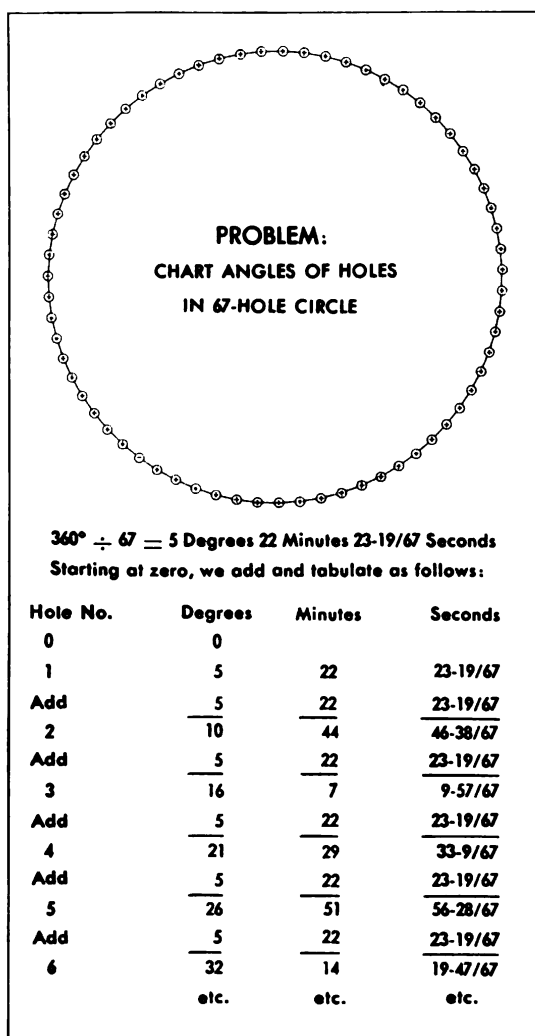 PROBLEM:
CHART ANGLES OF HOLES
IN 67-HOLE CIRCLE
360° ÷ 67 = 5 Degrees 22 Minutes 23-19/67 Seconds
Starting at zero, we add and tabulate as follows:
Hole No. Degrees Minutes Seconds
0 0
1 5 22 23-19/67
Add 5 22 23-19/67
2 10 44 46-38/67
Add 5 22 23-19/67
3 16 7 9-57/67
Add 5 22 23-19/67
4 21 29 33-9/67
Add 5 22 23-19/67
5 26 51 56-28/67
Add 5 22 23-19/67
6 32 14 19-47/67
etc. etc. etc.